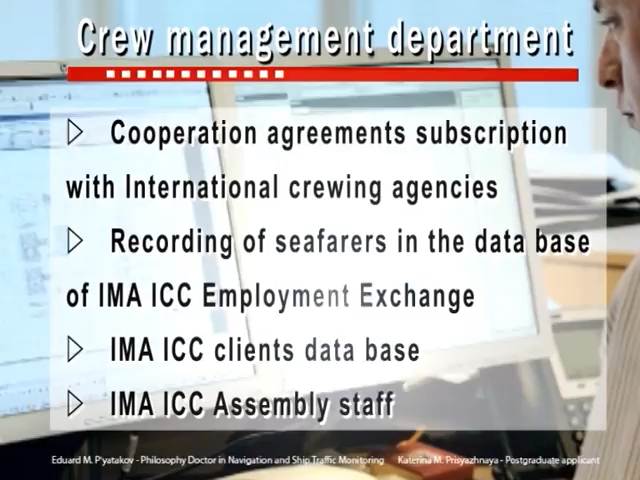 Crew management department
▷ Cooperation agreements subscription
with International crewing agencies
▷ Recording of seafarers in the data base
of IMA ICC Employment Exchange
▷ IMA ICC clients data base
▷ IMA ICC Assembly staff
Eduard M. P'yatakov - Philosophy Doctor in Navigation and Ship Traffic Monitoring Katerina M. Prisyazhnaya - Postgraduate applicant